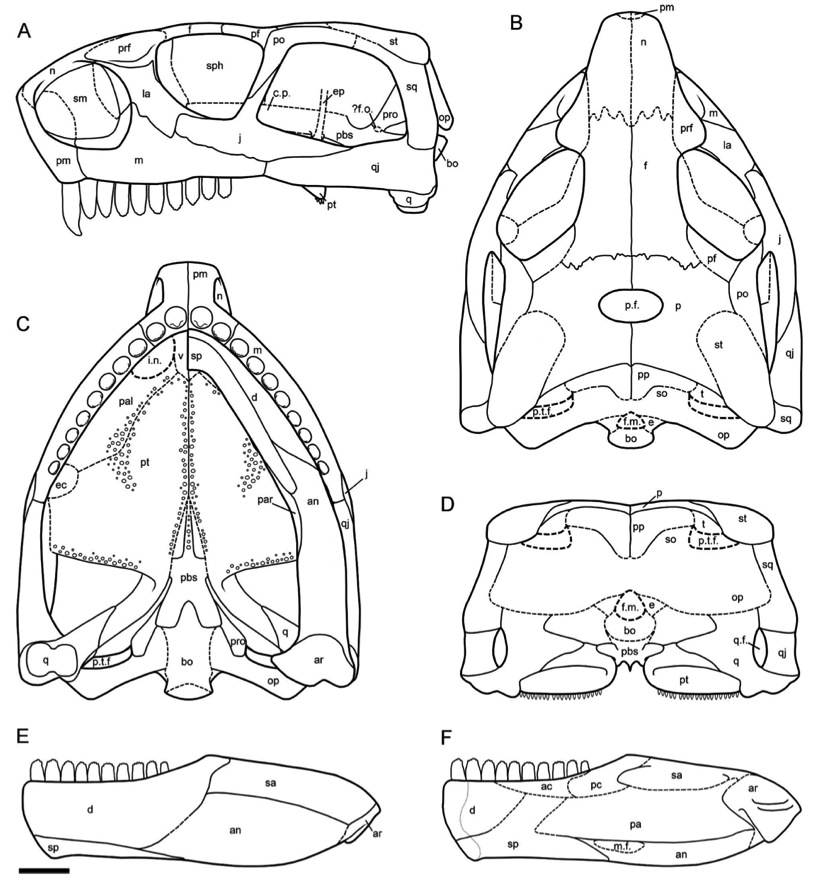 A
f
pf
po
st
prf
n
sph
sq
sm
la
c.p.
ep
?f.o.
pro
op
pbs
j
pm
m
qj
bo
pt
q
B
pm
n
m
prf
la
f
j
pf
p.f.
p
po
st
qj
pp
so
t
p.t.f.
f.m.
e
bo
op
sq
C
pm
n
m
i.n.
v
sp
pal
d
pt
ec
j
par
an
qj
pbs
q
pro
q
p.t.f
bo
ar
op
D
p
pp
t
st
so
p.t.f.
sq
op
f.m.
e
bo
q.f.
pbs
q
qj
pt
E
sa
d
an
sp
ar
F
ac
pc
sa
ar
d
pa
sp
m.f.
an